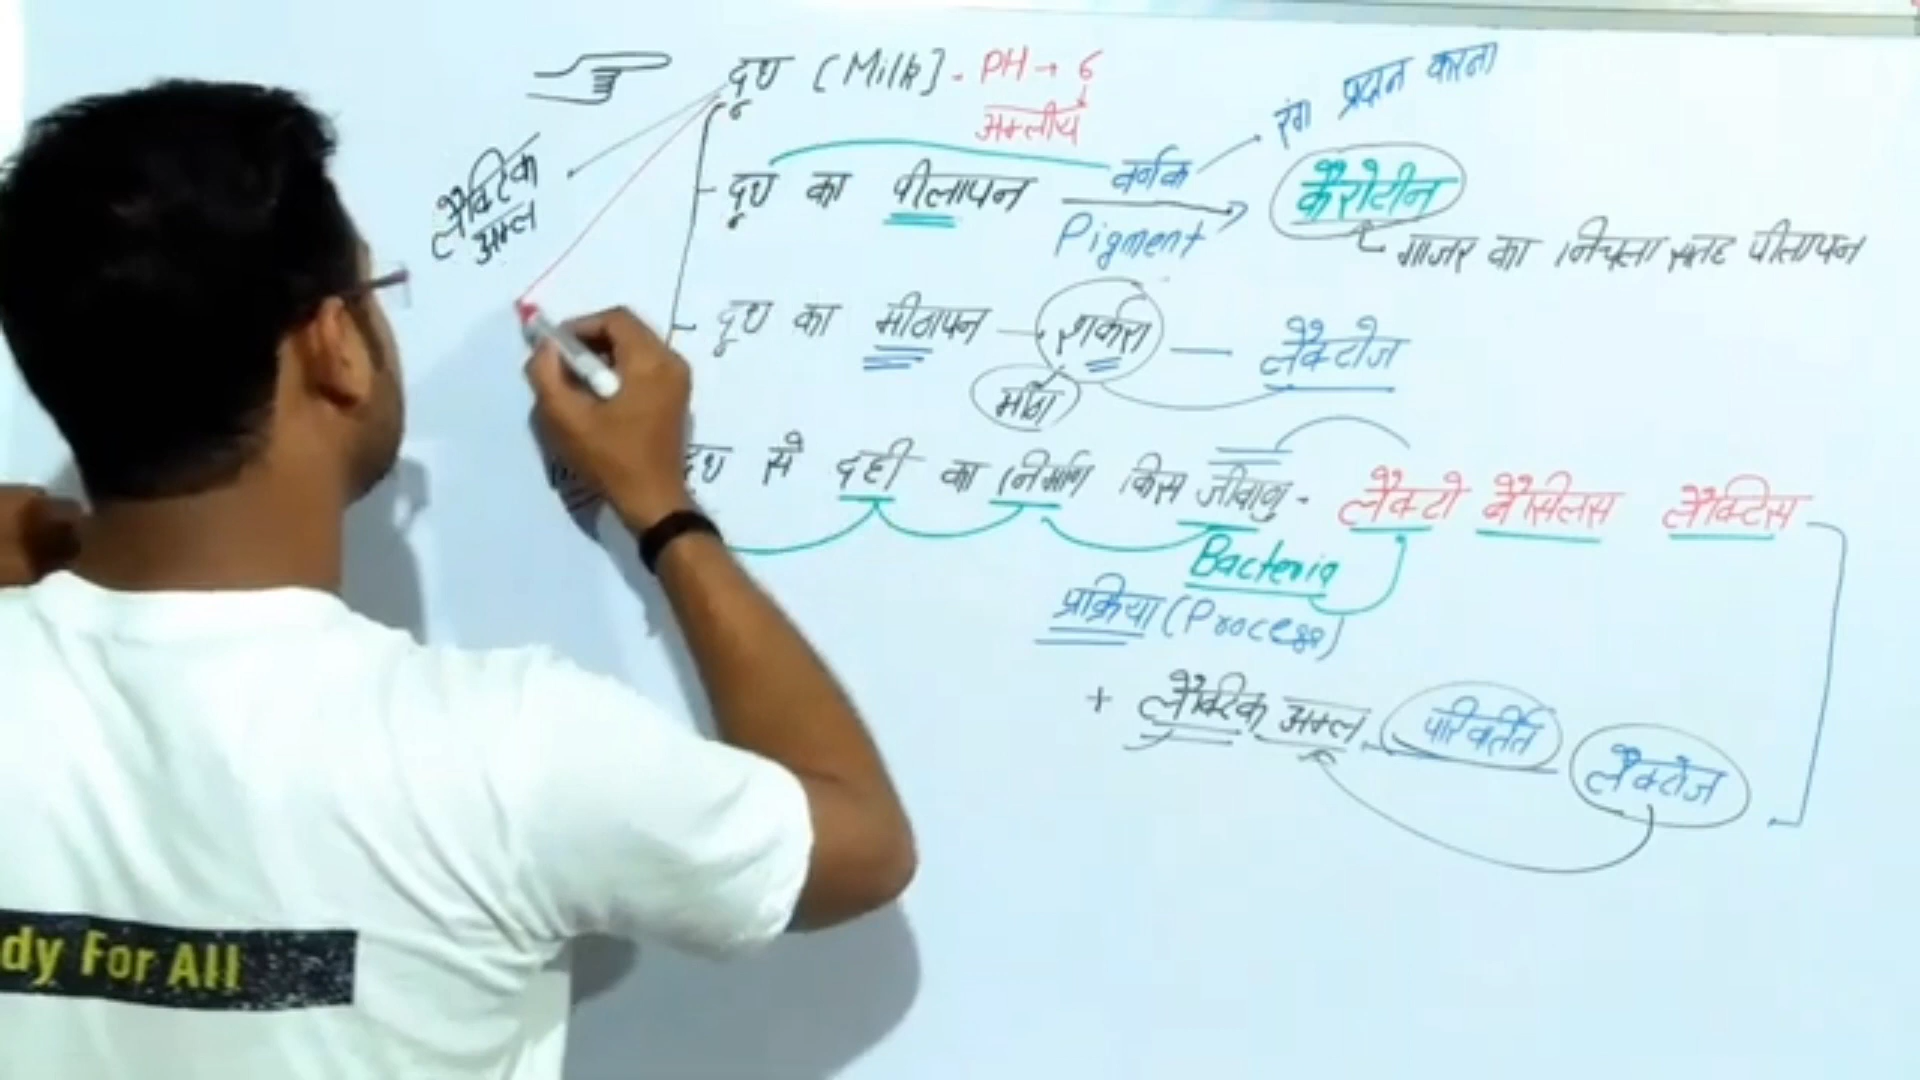 दूध (Milk) - PH → 6
अम्लीय
रंग प्रदान करना
लैक्टिक
अम्ल
दूध का पीलापन वर्णक कैरोटीन
Pigment
गाजर का निचला सतह पीलापन
दूध का मीठापन - शर्करा - लैक्टोज
मीठा
दूध से दही का निर्माण किस जीवाणु - लैक्टो बैसिलस लैक्टिस
Bacteria
प्रक्रिया (Process)
+ लैक्टिक अम्ल परिवर्तित लैक्टोज
dy For All